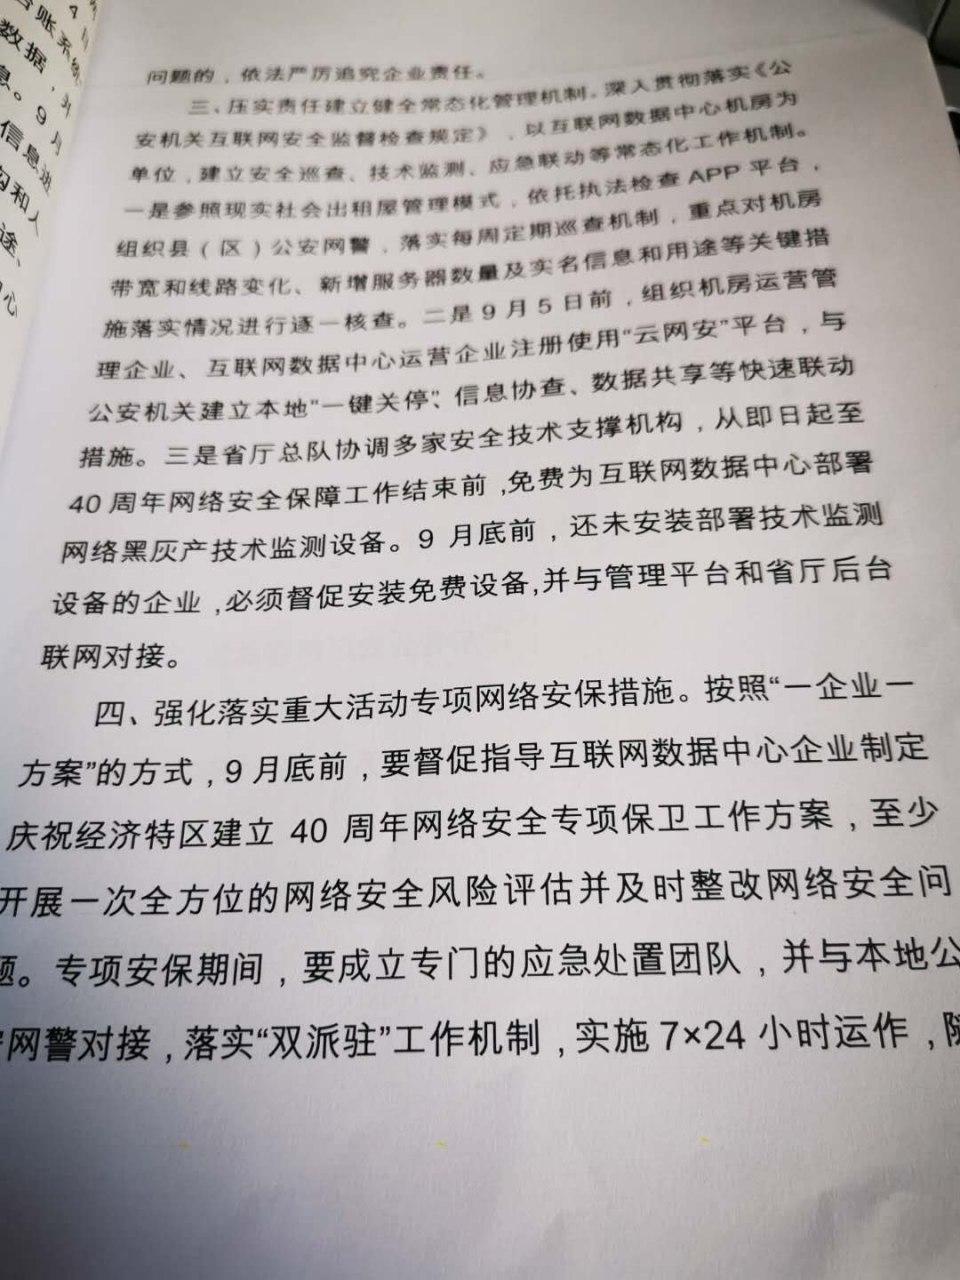 台账系统
数据，并
息。9月
信息进
构和人
途、
心
问题的，依法严厉追究企业责任。
三、压实责任建立健全常态化管理机制。深入贯彻落实《公
安机关互联网安全监督检查规定》，以互联网数据中心机房为
单位，建立安全巡查、技术监测、应急联动等常态化工作机制。
一是参照现实社会出租屋管理模式，依托执法检查APP平台，
组织县（区）公安网警，落实每周定期巡查机制，重点对机房
带宽和线路变化、新增服务器数量及实名信息和用途等关键措
施落实情况进行逐一核查。二是9月5日前，组织机房运营管
理企业、互联网数据中心运营企业注册使用“云网安”平台，与
公安机关建立本地“一键关停”、信息协查、数据共享等快速联动
措施。三是省厅总队协调多家安全技术支撑机构，从即日起至
40周年网络安全保障工作结束前,免费为互联网数据中心部署
网络黑灰产技术监测设备。9月底前，还未安装部署技术监测
设备的企业,必须督促安装免费设备,并与管理平台和省厅后台
联网对接。
四、强化落实重大活动专项网络安保措施。按照“一企业一
方案”的方式,9月底前,要督促指导互联网数据中心企业制定
庆祝经济特区建立40周年网络安全专项保卫工作方案，至少
开展一次全方位的网络安全风险评估并及时整改网络安全问
题。专项安保期间，要成立专门的应急处置团队，并与本地公
安网警对接,落实“双派驻”工作机制,实施7×24小时运作,随